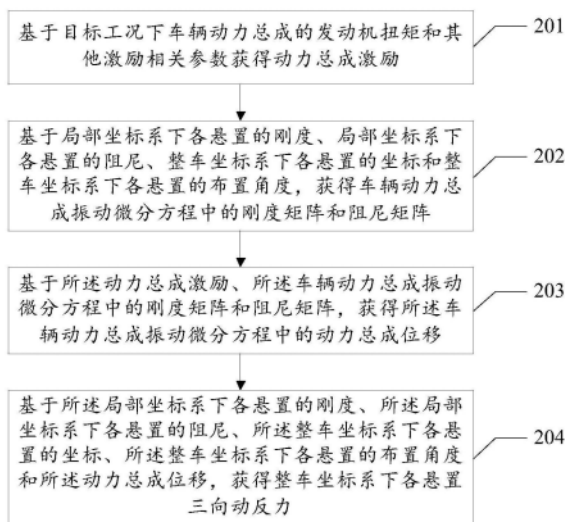 基于目标工况下车辆动力总成的发动机扭矩和其
他激励相关参数获得动力总成激励
201
基于局部坐标系下各悬置的刚度、局部坐标系下
各悬置的阻尼、整车坐标系下各悬置的坐标和整
车坐标系下各悬置的布置角度，获得车辆动力总
成振动微分方程中的刚度矩阵和阻尼矩阵
202
基于所述动力总成激励、所述车辆动力总成振动
微分方程中的刚度矩阵和阻尼矩阵，获得所述车
辆动力总成振动微分方程中的动力总成位移
203
基于所述局部坐标系下各悬置的刚度、所述局部
坐标系下各悬置的阻尼、所述整车坐标系下各悬
置的坐标、所述整车坐标系下各悬置的布置角度
和所述动力总成位移，获得整车坐标系下各悬置
三向动反力
204